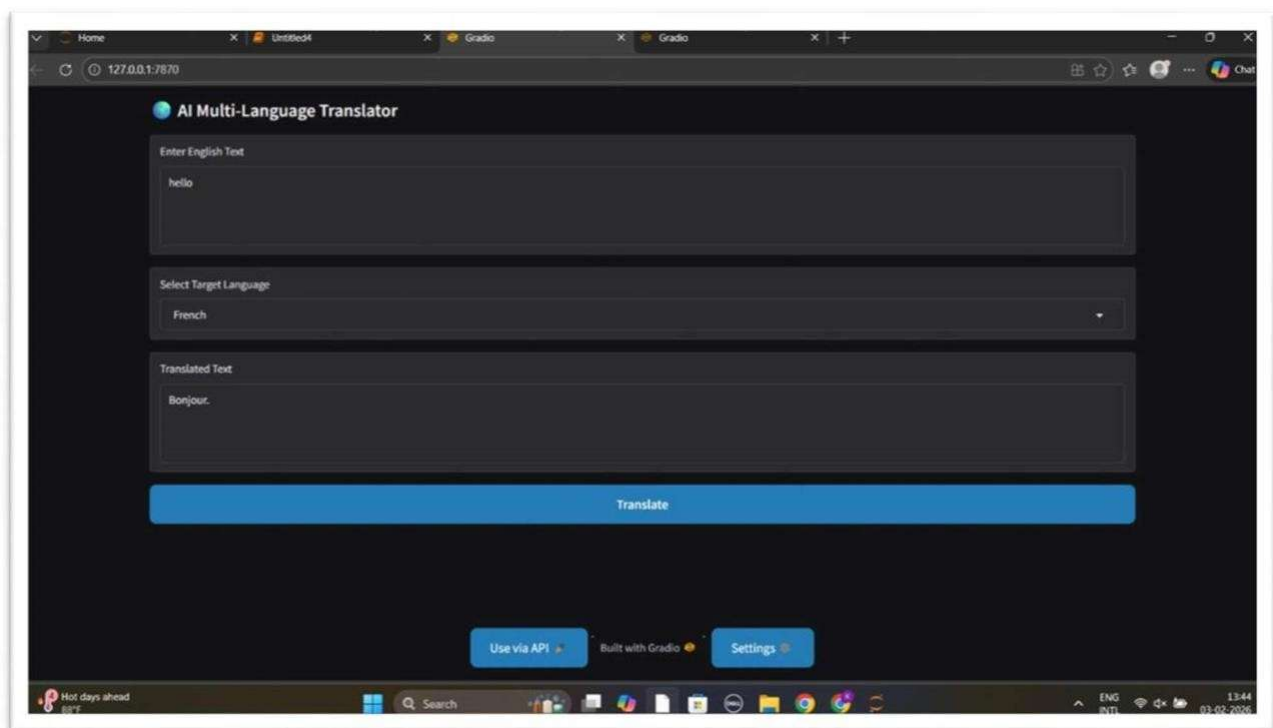 Home
Untitled4
Gradio
Gradio
127.0.0.1:7870
Chat
AI Multi-Language Translator
Enter English Text
hello
Select Target Language
French
Translated Text
Bonjour.
Translate
Use via API
Built with Gradio
Settings
4
Hot days ahead
88°F
Search
ENG
INTL
13:44
03-02-2026